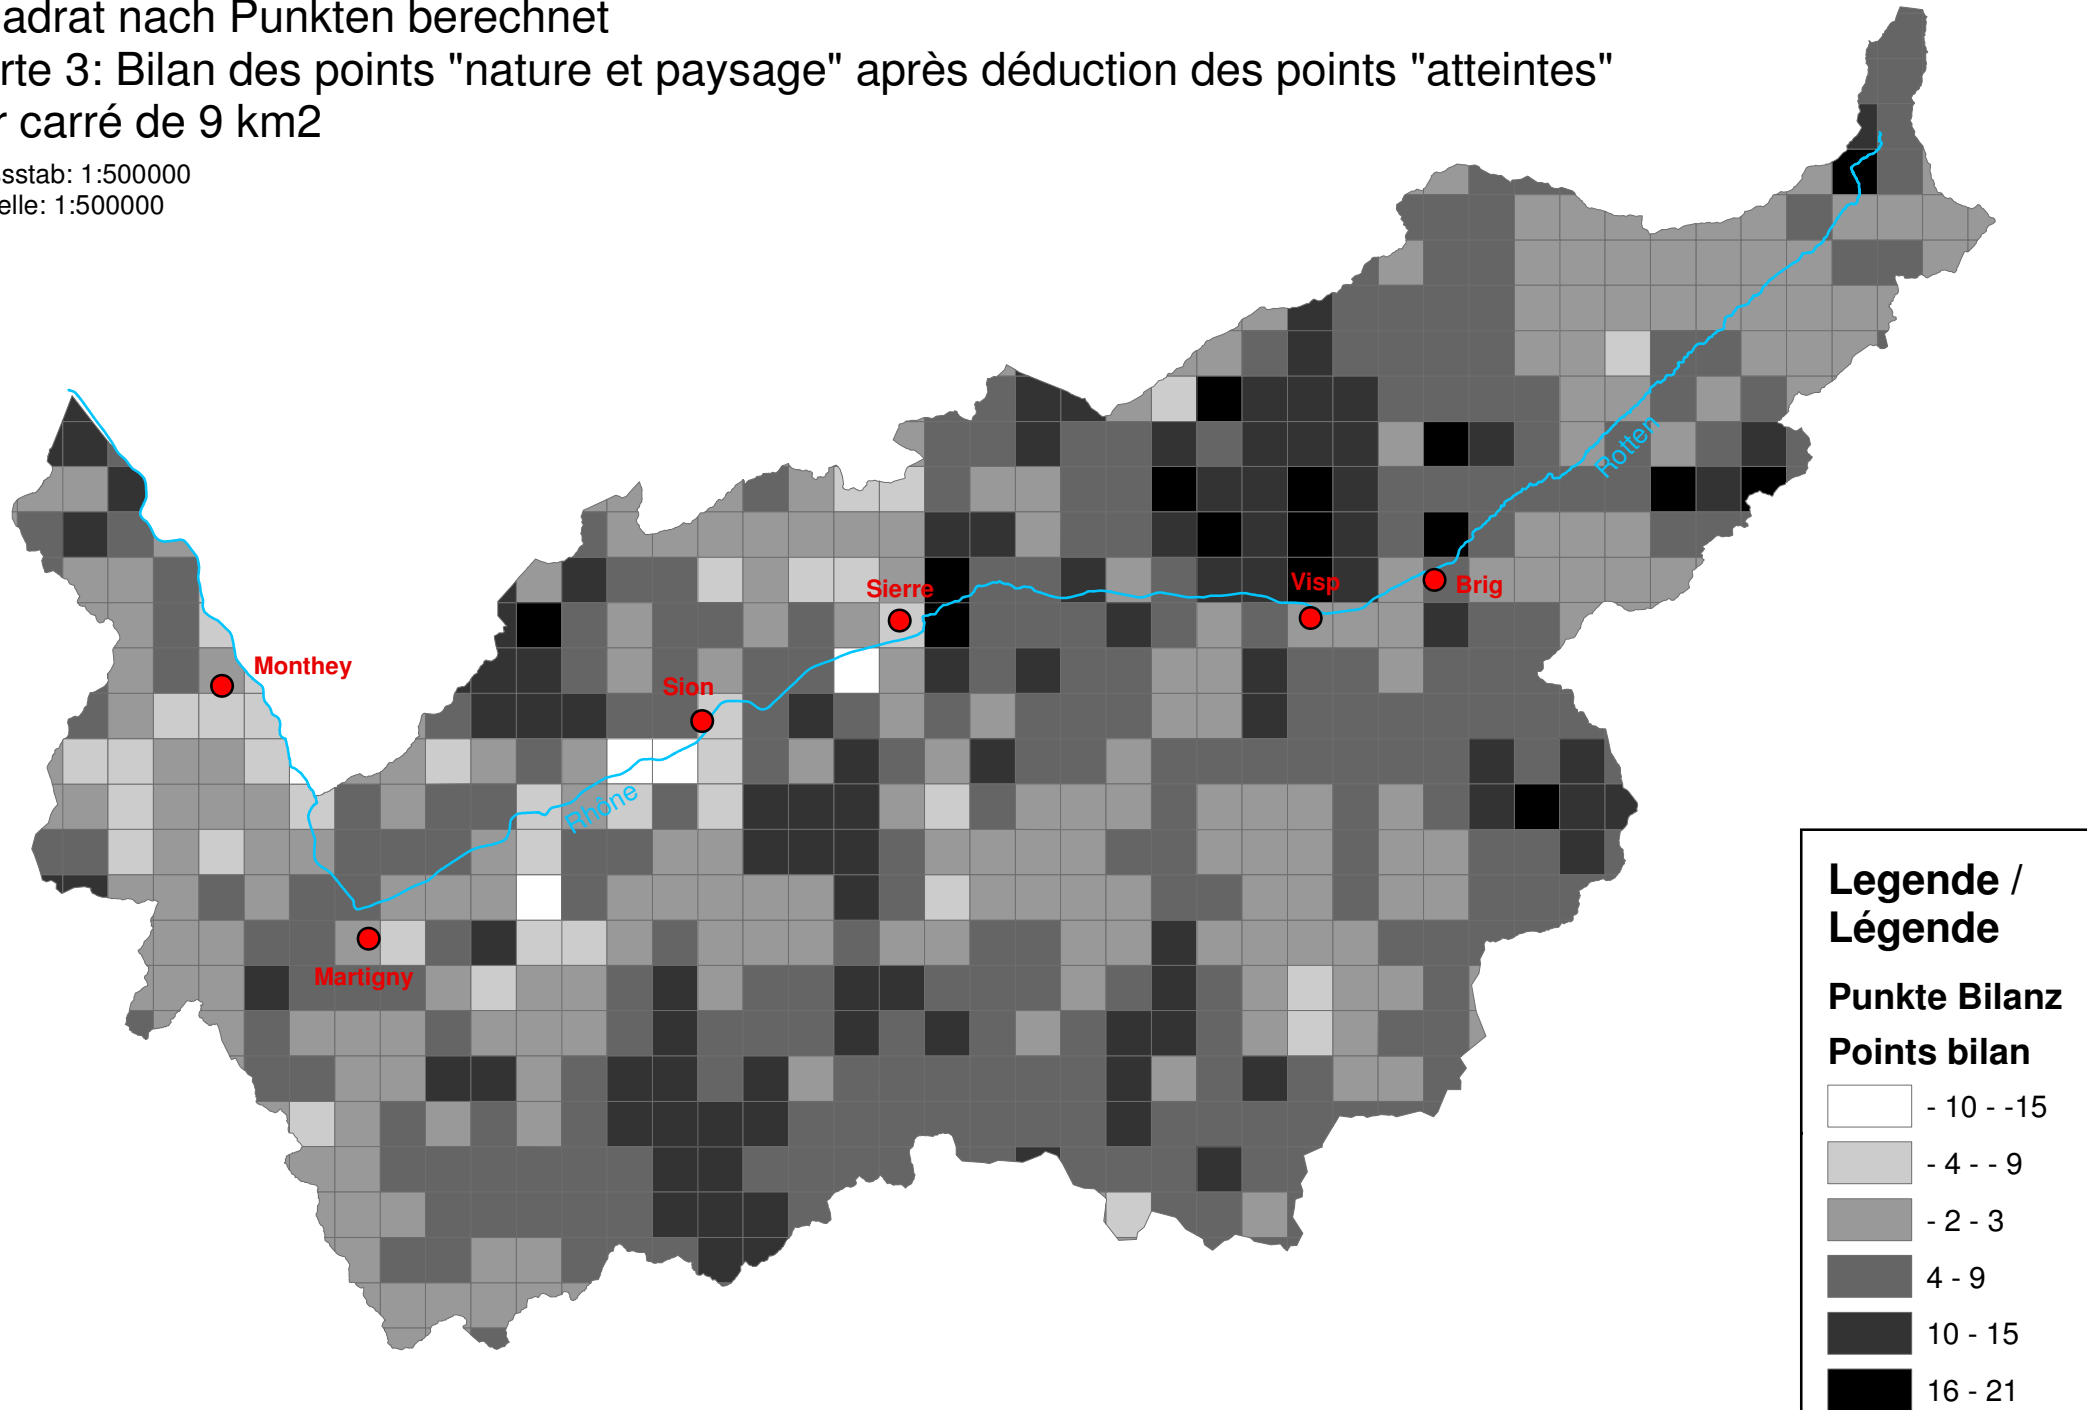 adrat nach Punkten berechnet
rte 3: Bilan des points "nature et paysage" après déduction des points "atteintes"
r carré de 9 km2
ssstab: 1:500000
elle: 1:500000
Rotten
Sierre
Visp
Brig
Monthey
Sion
Rhône
Martigny
Legende /
Légende
Punkte Bilanz
Points bilan
- 10 - -15
- 4 - - 9
- 2 - 3
4 - 9
10 - 15
16 - 21